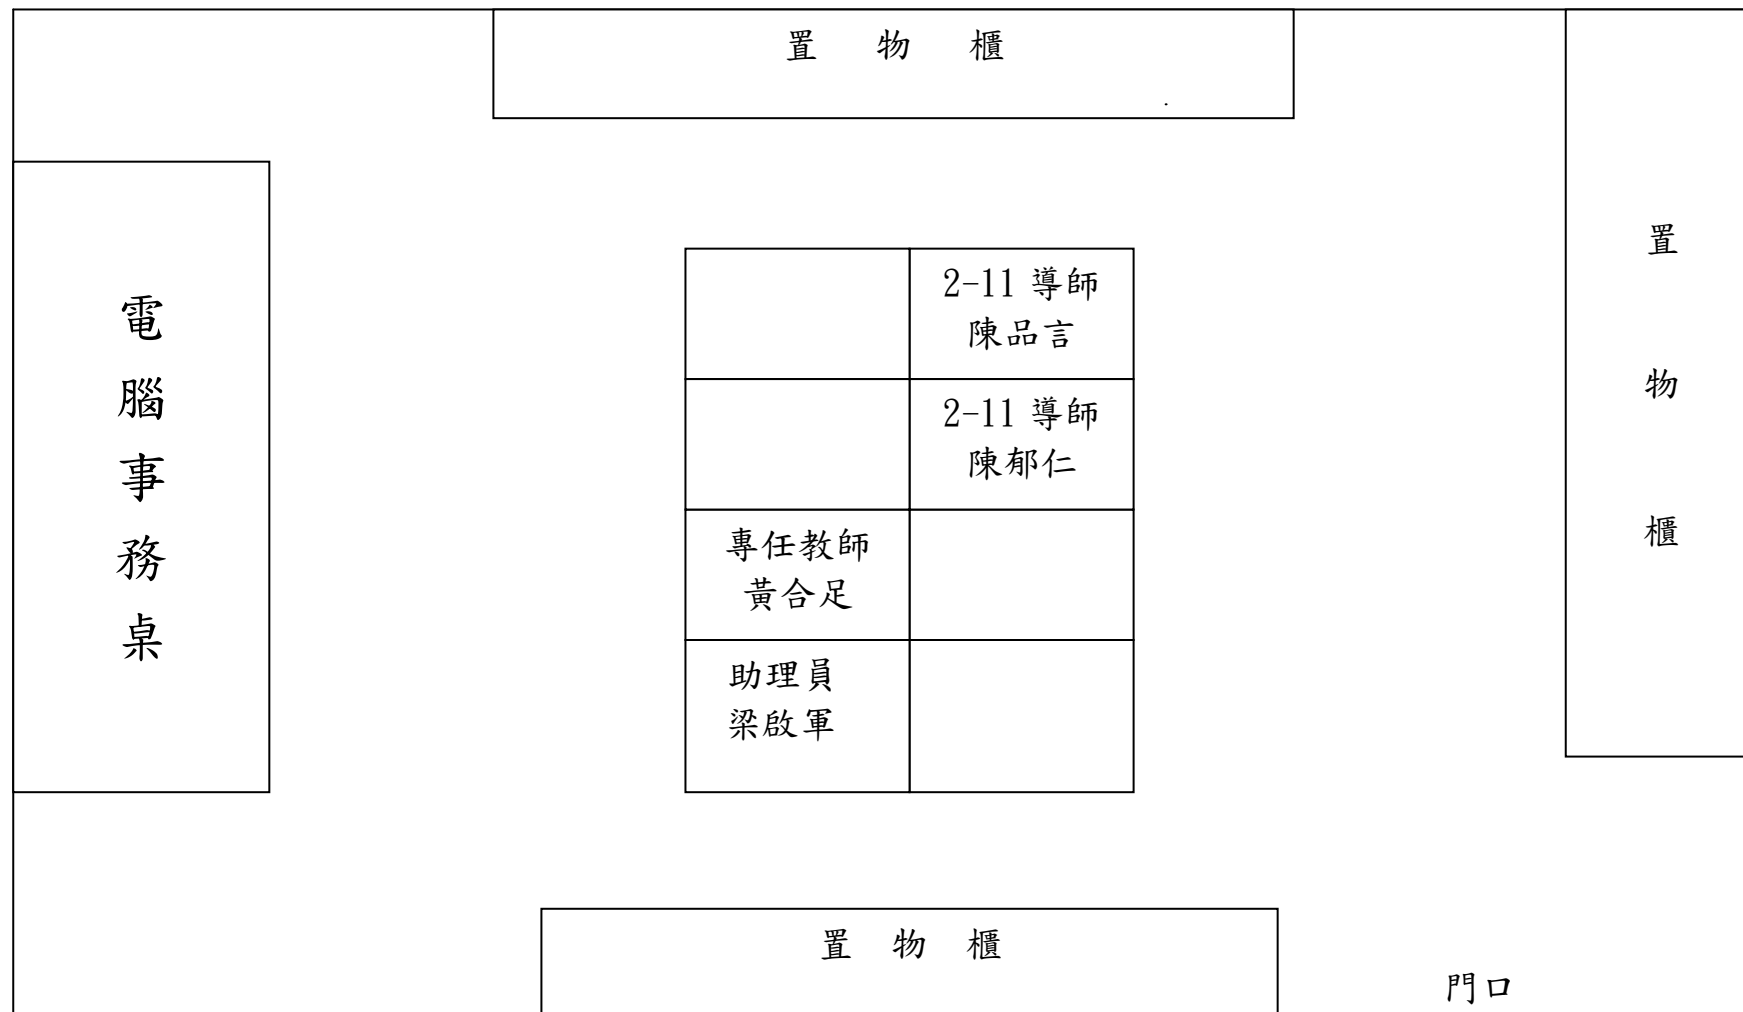 置 物 櫃
電
腦
事
務
桌
2-11 導師
陳品言
2-11 導師
陳郁仁
專任教師
黃合足
助理員
梁啟軍
置
物
櫃
置 物 櫃
門口